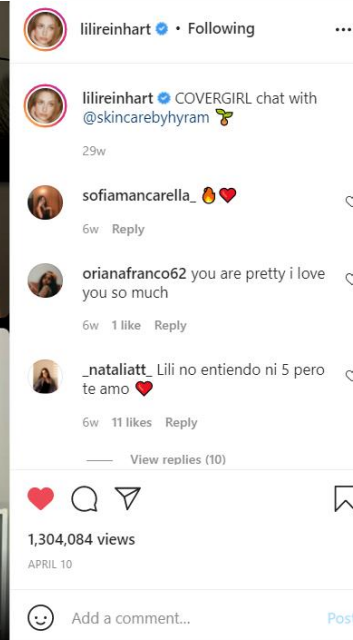 lilireinhart • Following
lilireinhart COVERGIRL chat with
@skincarebyhyram
29w
sofiamancarella_ 🔥❤️
6w Reply
orianafranco62 you are pretty i love
you so much
6w 1 like Reply
_nataliatt_ Lili no entiendo ni 5 pero
te amo ❤️
6w 11 likes Reply
View replies (10)
1,304,084 views
APRIL 10
Add a comment...
Post